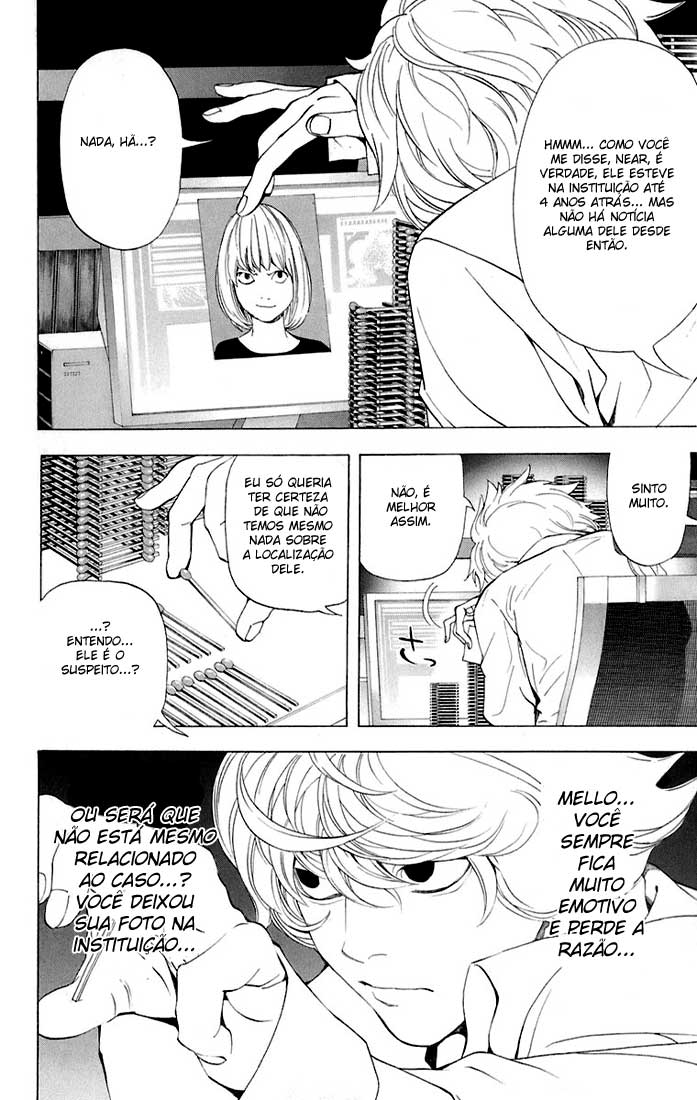 HMMM... COMO VOCÊ
ME DISSE, NEAR, É
VERDADE, ELE ESTEVE
NA INSTITUIÇÃO ATÉ
4 ANOS ATRÁS... MAS
NÃO HÁ NOTÍCIA
ALGUMA DELE DESDE
ENTÃO.
NADA, HÃ...?
SINTO
MUITO.
NÃO, É
MELHOR
ASSIM.
EU SÓ QUERIA
TER CERTEZA
DE QUE NÃO
TEMOS MESMO
NADA SOBRE
A LOCALIZAÇÃO
DELE.
...?
ENTENDO...
ELE É O
SUSPEITO...?
MELLO...
VOCÊ
SEMPRE
FICA
MUITO
EMOTIVO
E PERDE A
RAZÃO...
OU SERÁ QUE
NÃO ESTÁ MESMO
RELACIONADO
AO CASO...?
VOCÊ DEIXOU
SUA FOTO NA
INSTITUIÇÃO...